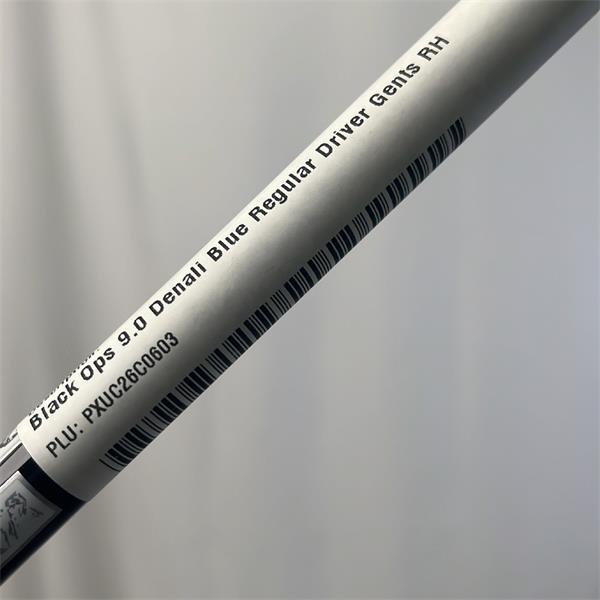 Black Ops 9.0 Denali Blue Regular Driver Gents RH
PLU: PXUC26C0603